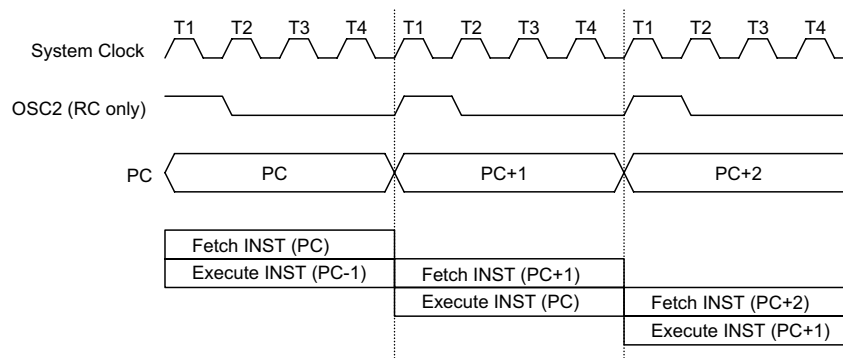 T1 T2 T3 T4 T1 T2 T3 T4 T1 T2 T3 T4
System Clock
OSC2 (RC only)
PC PC PC+1 PC+2
Fetch INST (PC)
Execute INST (PC-1) Fetch INST (PC+1)
Execute INST (PC) Fetch INST (PC+2)
Execute INST (PC+1)